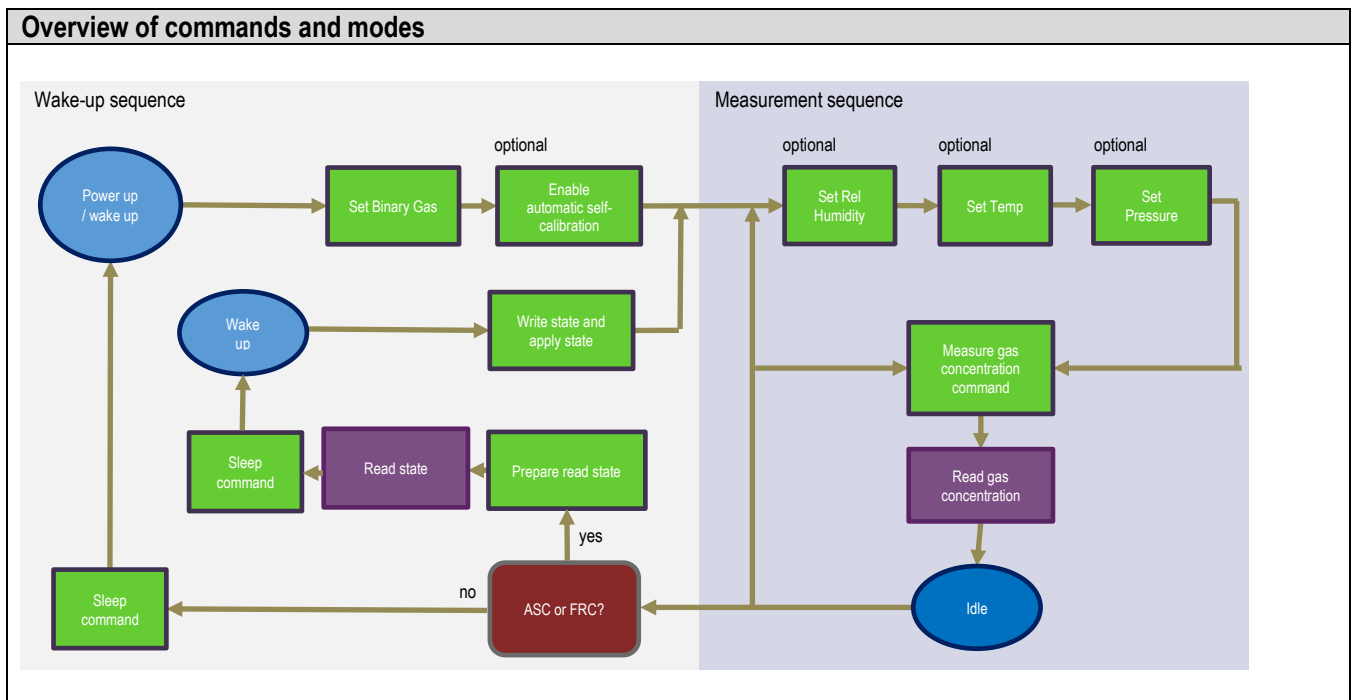 Overview of commands and modes
Wake-up sequence
Measurement sequence
optional
optional
optional
optional
Power up
/ wake up
Set Binary Gas
Enable
automatic self-
calibration
Set Rel
Humidity
Set Temp
Set
Pressure
Wake
up
Write state and
apply state
Measure gas
concentration
command
Sleep
command
Read state
Prepare read state
Read gas
concentration
yes
no
Sleep
command
ASC or FRC?
Idle